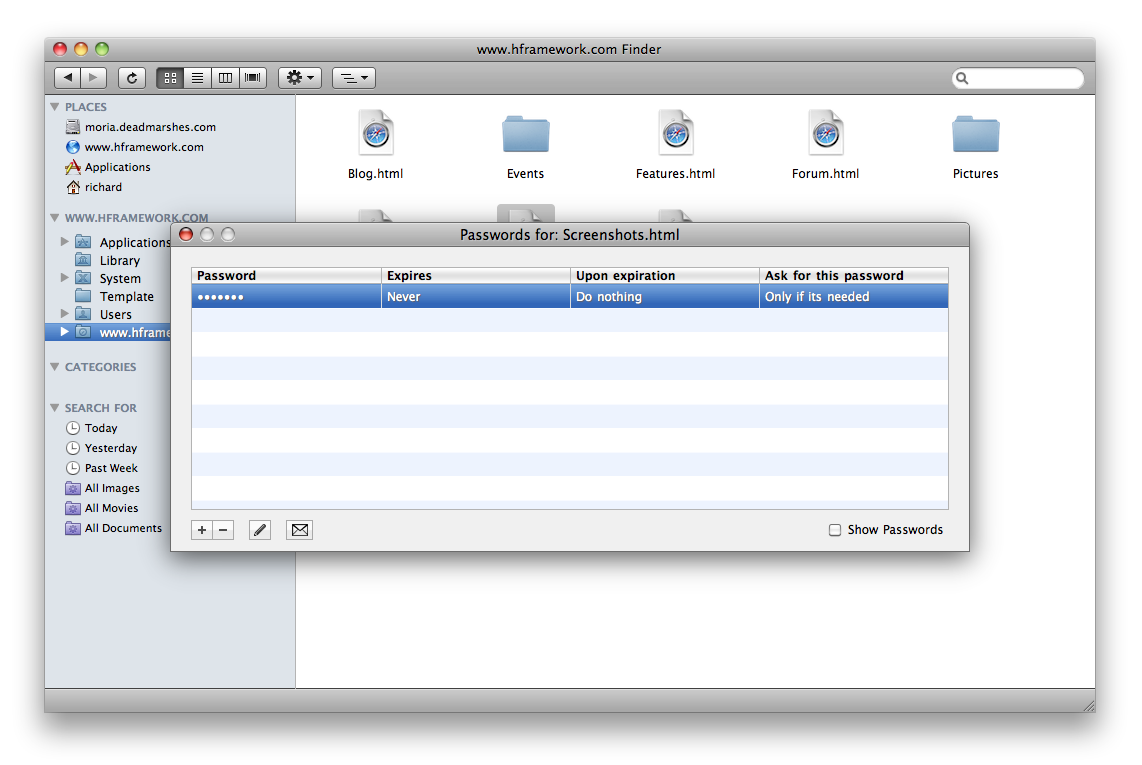 www.hframework.com Finder
PLACES
moria.deadmarshes.com
www.hframework.com
Applications
richard
WWW.HFRAMEWORK.COM
Applications
Library
System
Template
Users
www.hframe
CATEGORIES
SEARCH FOR
Today
Yesterday
Past Week
All Images
All Movies
All Documents
Blog.html
Events
Features.html
Forum.html
Pictures
Passwords for: Screenshots.html
Password Expires Upon expiration Ask for this password
••••••• Never Do nothing Only if its needed
Show Passwords